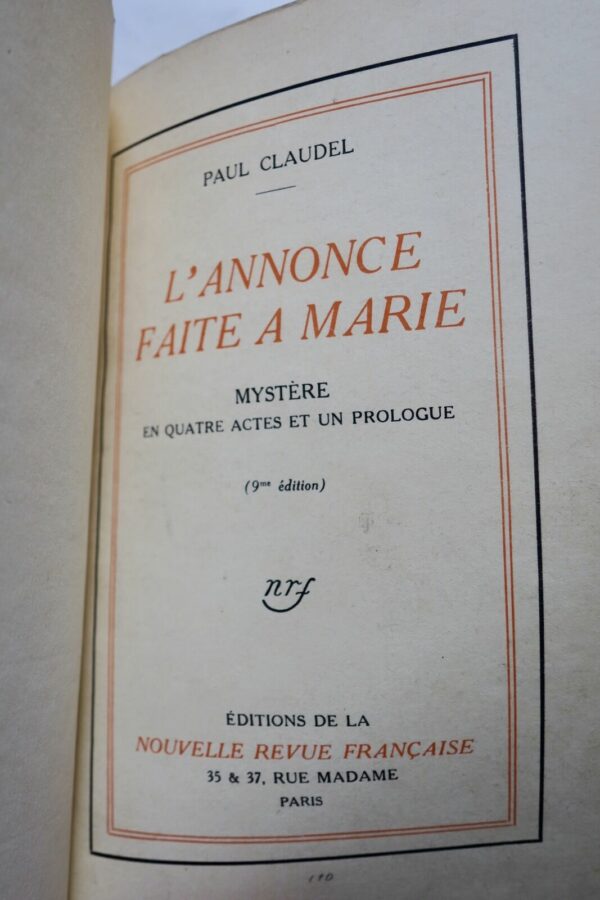 PAUL CLAUDEL
L'ANNONCE
FAITE A MARIE
MYSTÈRE
EN QUATRE ACTES ET UN PROLOGUE
(9me édition)
nrf
ÉDITIONS DE LA
NOUVELLE REVUE FRANÇAISE
35 & 37, RUE MADAME
PARIS